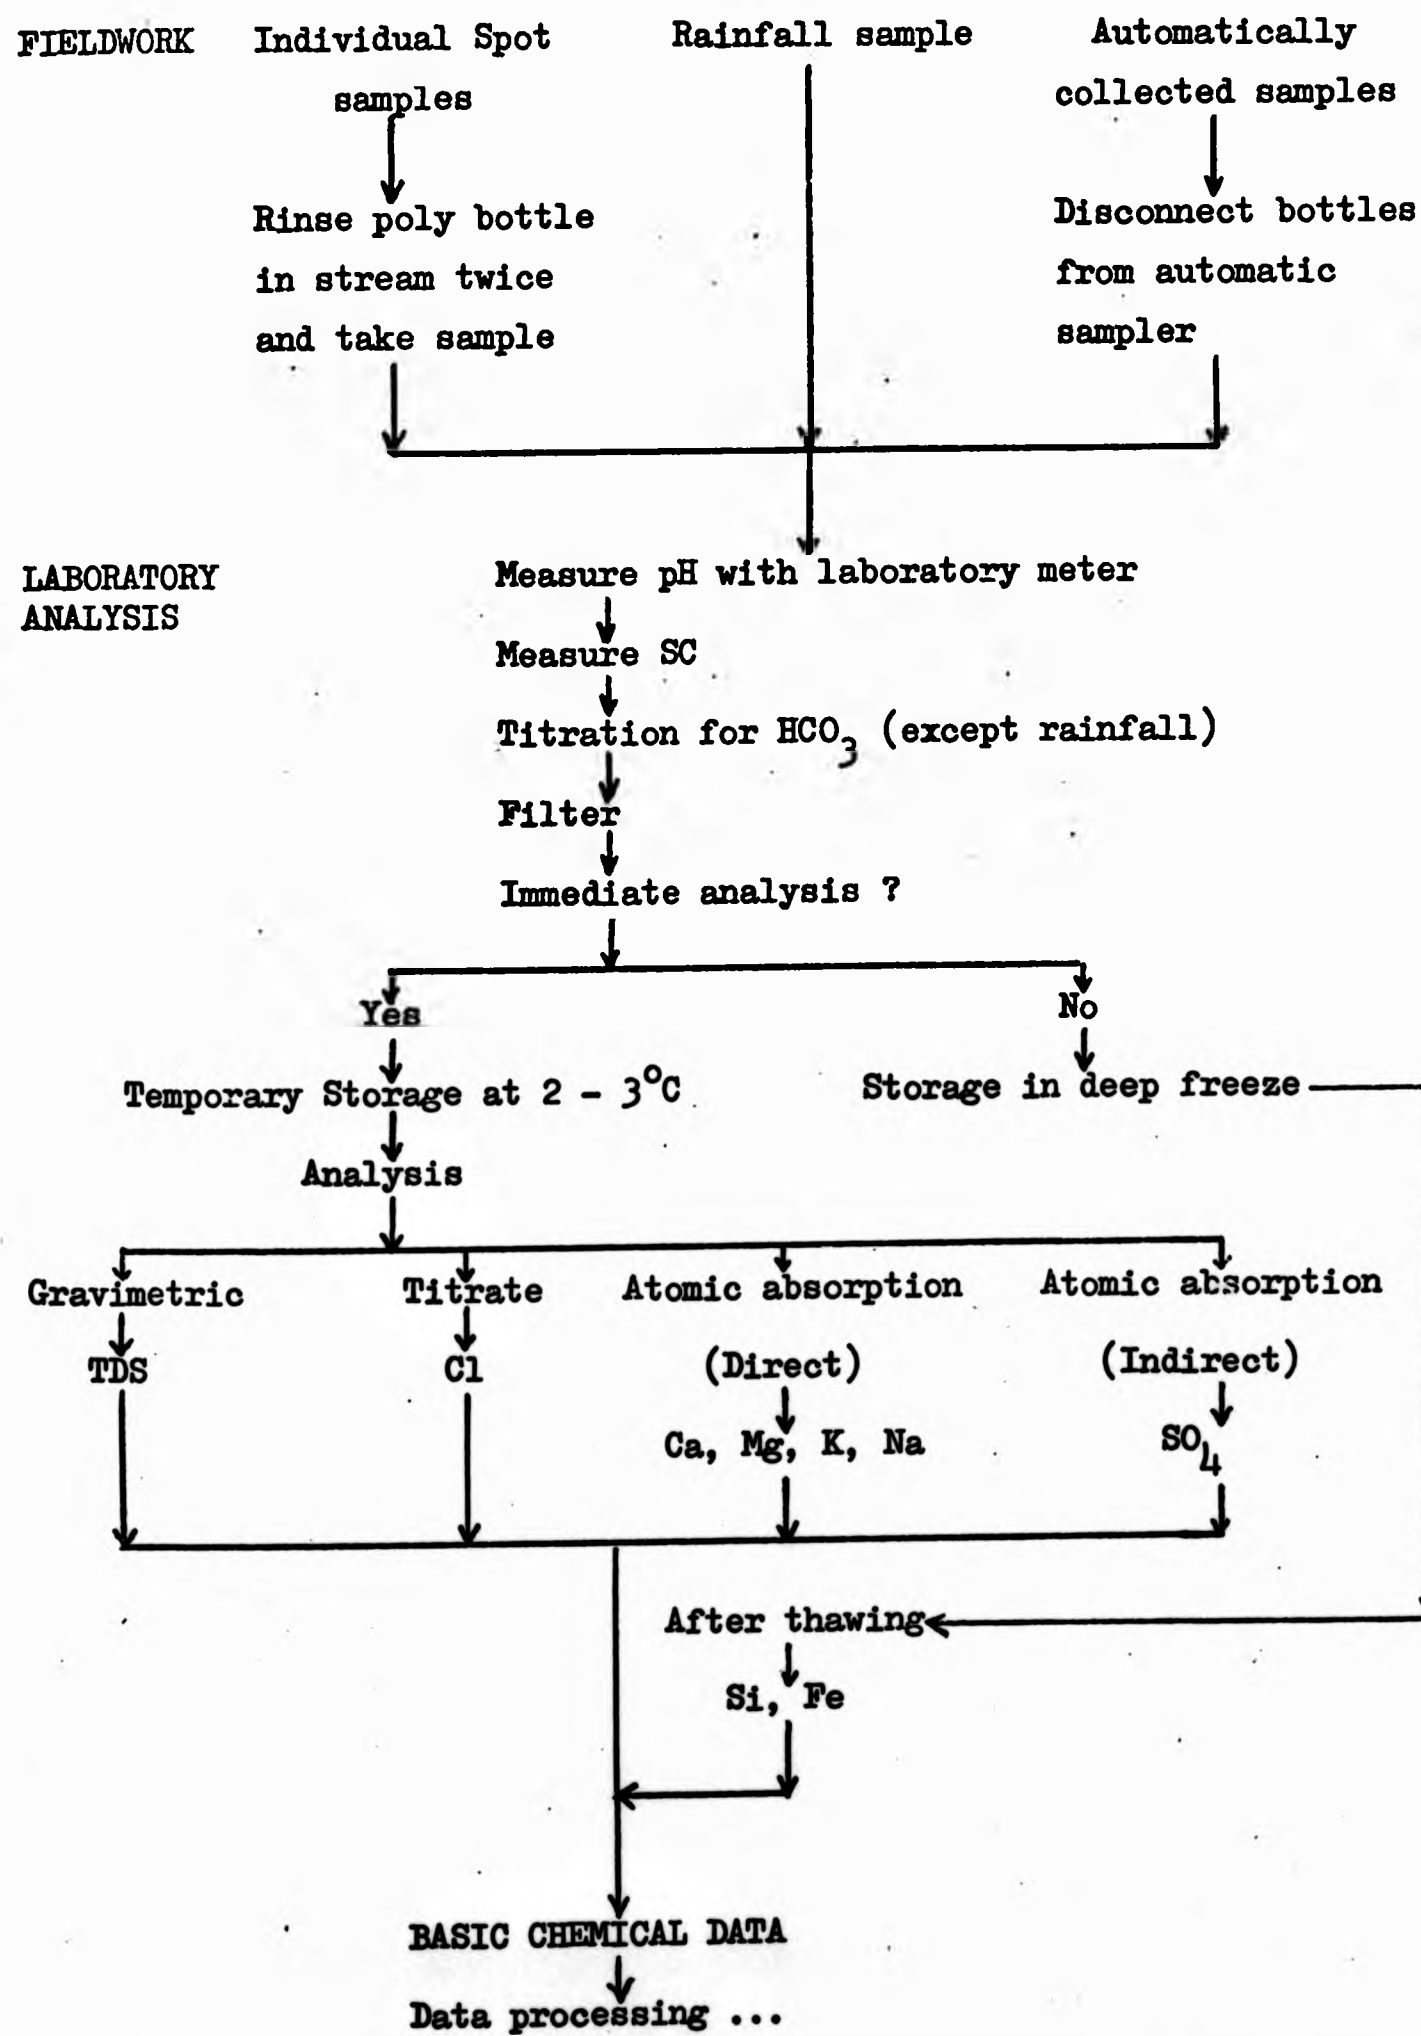 FIELDWORK
Individual Spot
samples
Rainfall sample
Automatically
collected samples
Rinse poly bottle
in stream twice
and take sample
Disconnect bottles
from automatic
sampler
LABORATORY
ANALYSIS
Measure pH with laboratory meter
Measure SC
Titration for HCO₃ (except rainfall)
Filter
Immediate analysis ?
Yes
No
Temporary Storage at 2 - 3°C
Storage in deep freeze
Analysis
Gravimetric
Titrate
Atomic absorption
Atomic absorption
TDS
Cl
(Direct)
(Indirect)
Ca, Mg, K, Na
SO₄
After thawing
Si, Fe
BASIC CHEMICAL DATA
Data processing ...